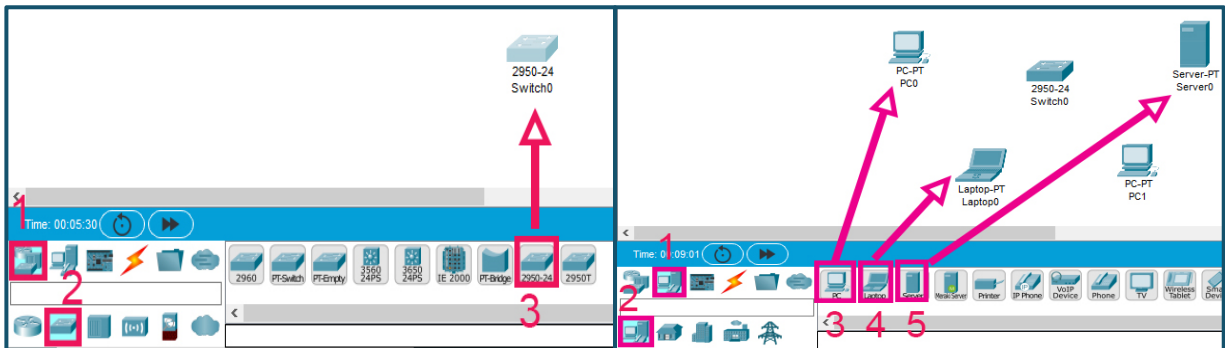 2950-24
Switch0
1
Time: 00:05:30
2
2960
PT-Switch
PT-Empty
3560
24PS
3650
24PS
IE 2000
PT-Bridge
2950-24
2950T
3
PC-PT
PC0
2950-24
Switch0
Server-PT
Server0
Laptop-PT
Laptop0
PC-PT
PC1
1
Time: 00:09:01
2
PC
Laptop
Server
Meraki Server
Printer
IP Phone
VoIP
Device
Phone
TV
Wireless
Tablet
3
4
5